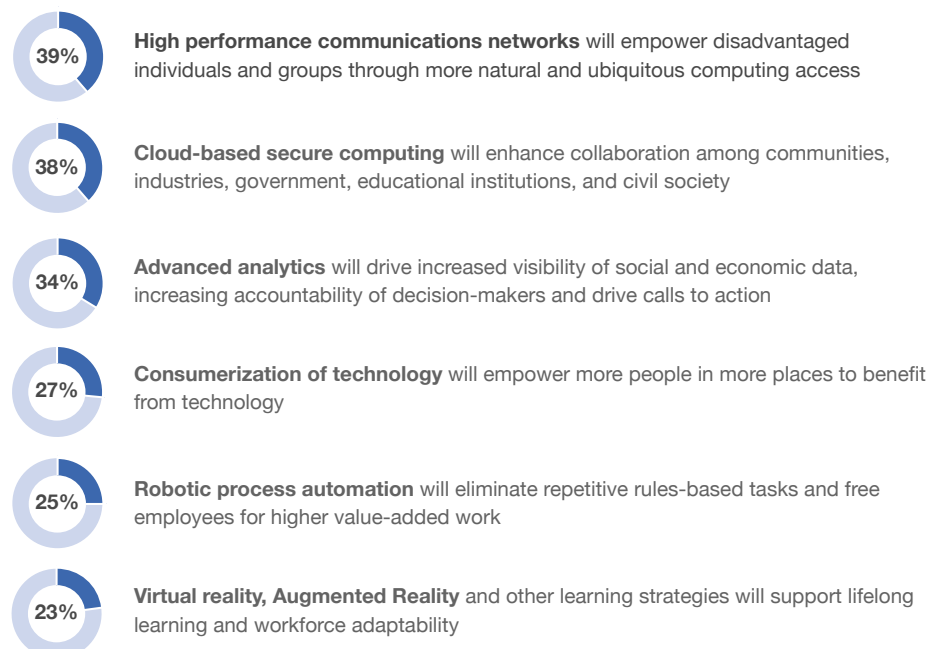 39%
High performance communications networks will empower disadvantaged
individuals and groups through more natural and ubiquitous computing access
38%
Cloud-based secure computing will enhance collaboration among communities,
industries, government, educational institutions, and civil society
34%
Advanced analytics will drive increased visibility of social and economic data,
increasing accountability of decision-makers and drive calls to action
27%
Consumerization of technology will empower more people in more places to benefit
from technology
25%
Robotic process automation will eliminate repetitive rules-based tasks and free
employees for higher value-added work
23%
Virtual reality, Augmented Reality and other learning strategies will support lifelong
learning and workforce adaptability